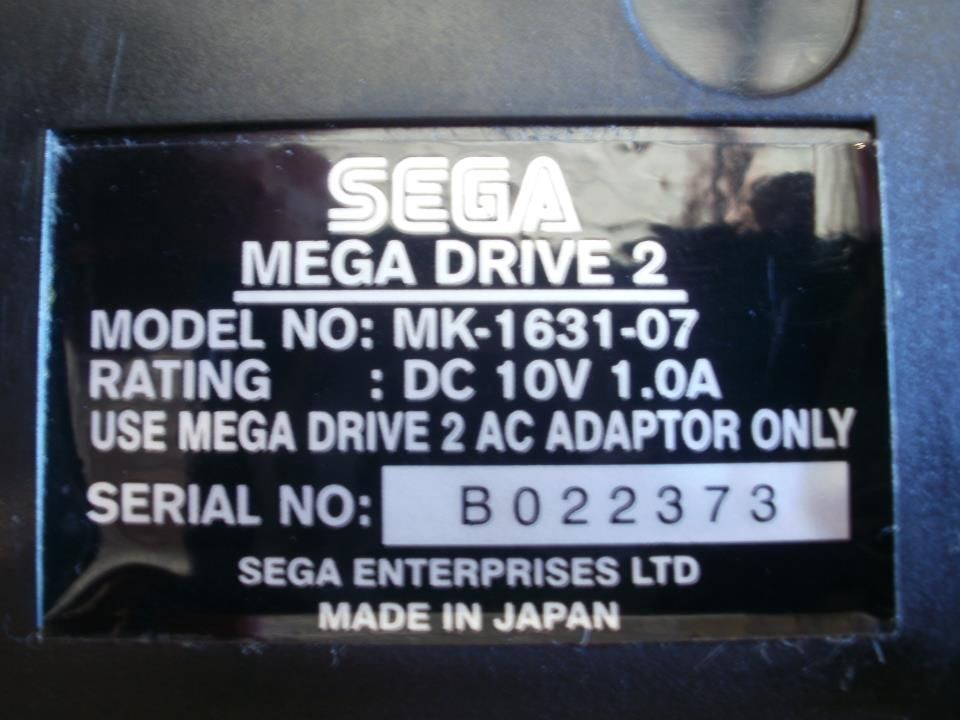 SEGA
MEGA DRIVE 2
MODEL NO: MK-1631-07
RATING : DC 10V 1.0A
USE MEGA DRIVE 2 AC ADAPTOR ONLY
SERIAL NO: B022373
SEGA ENTERPRISES LTD
MADE IN JAPAN